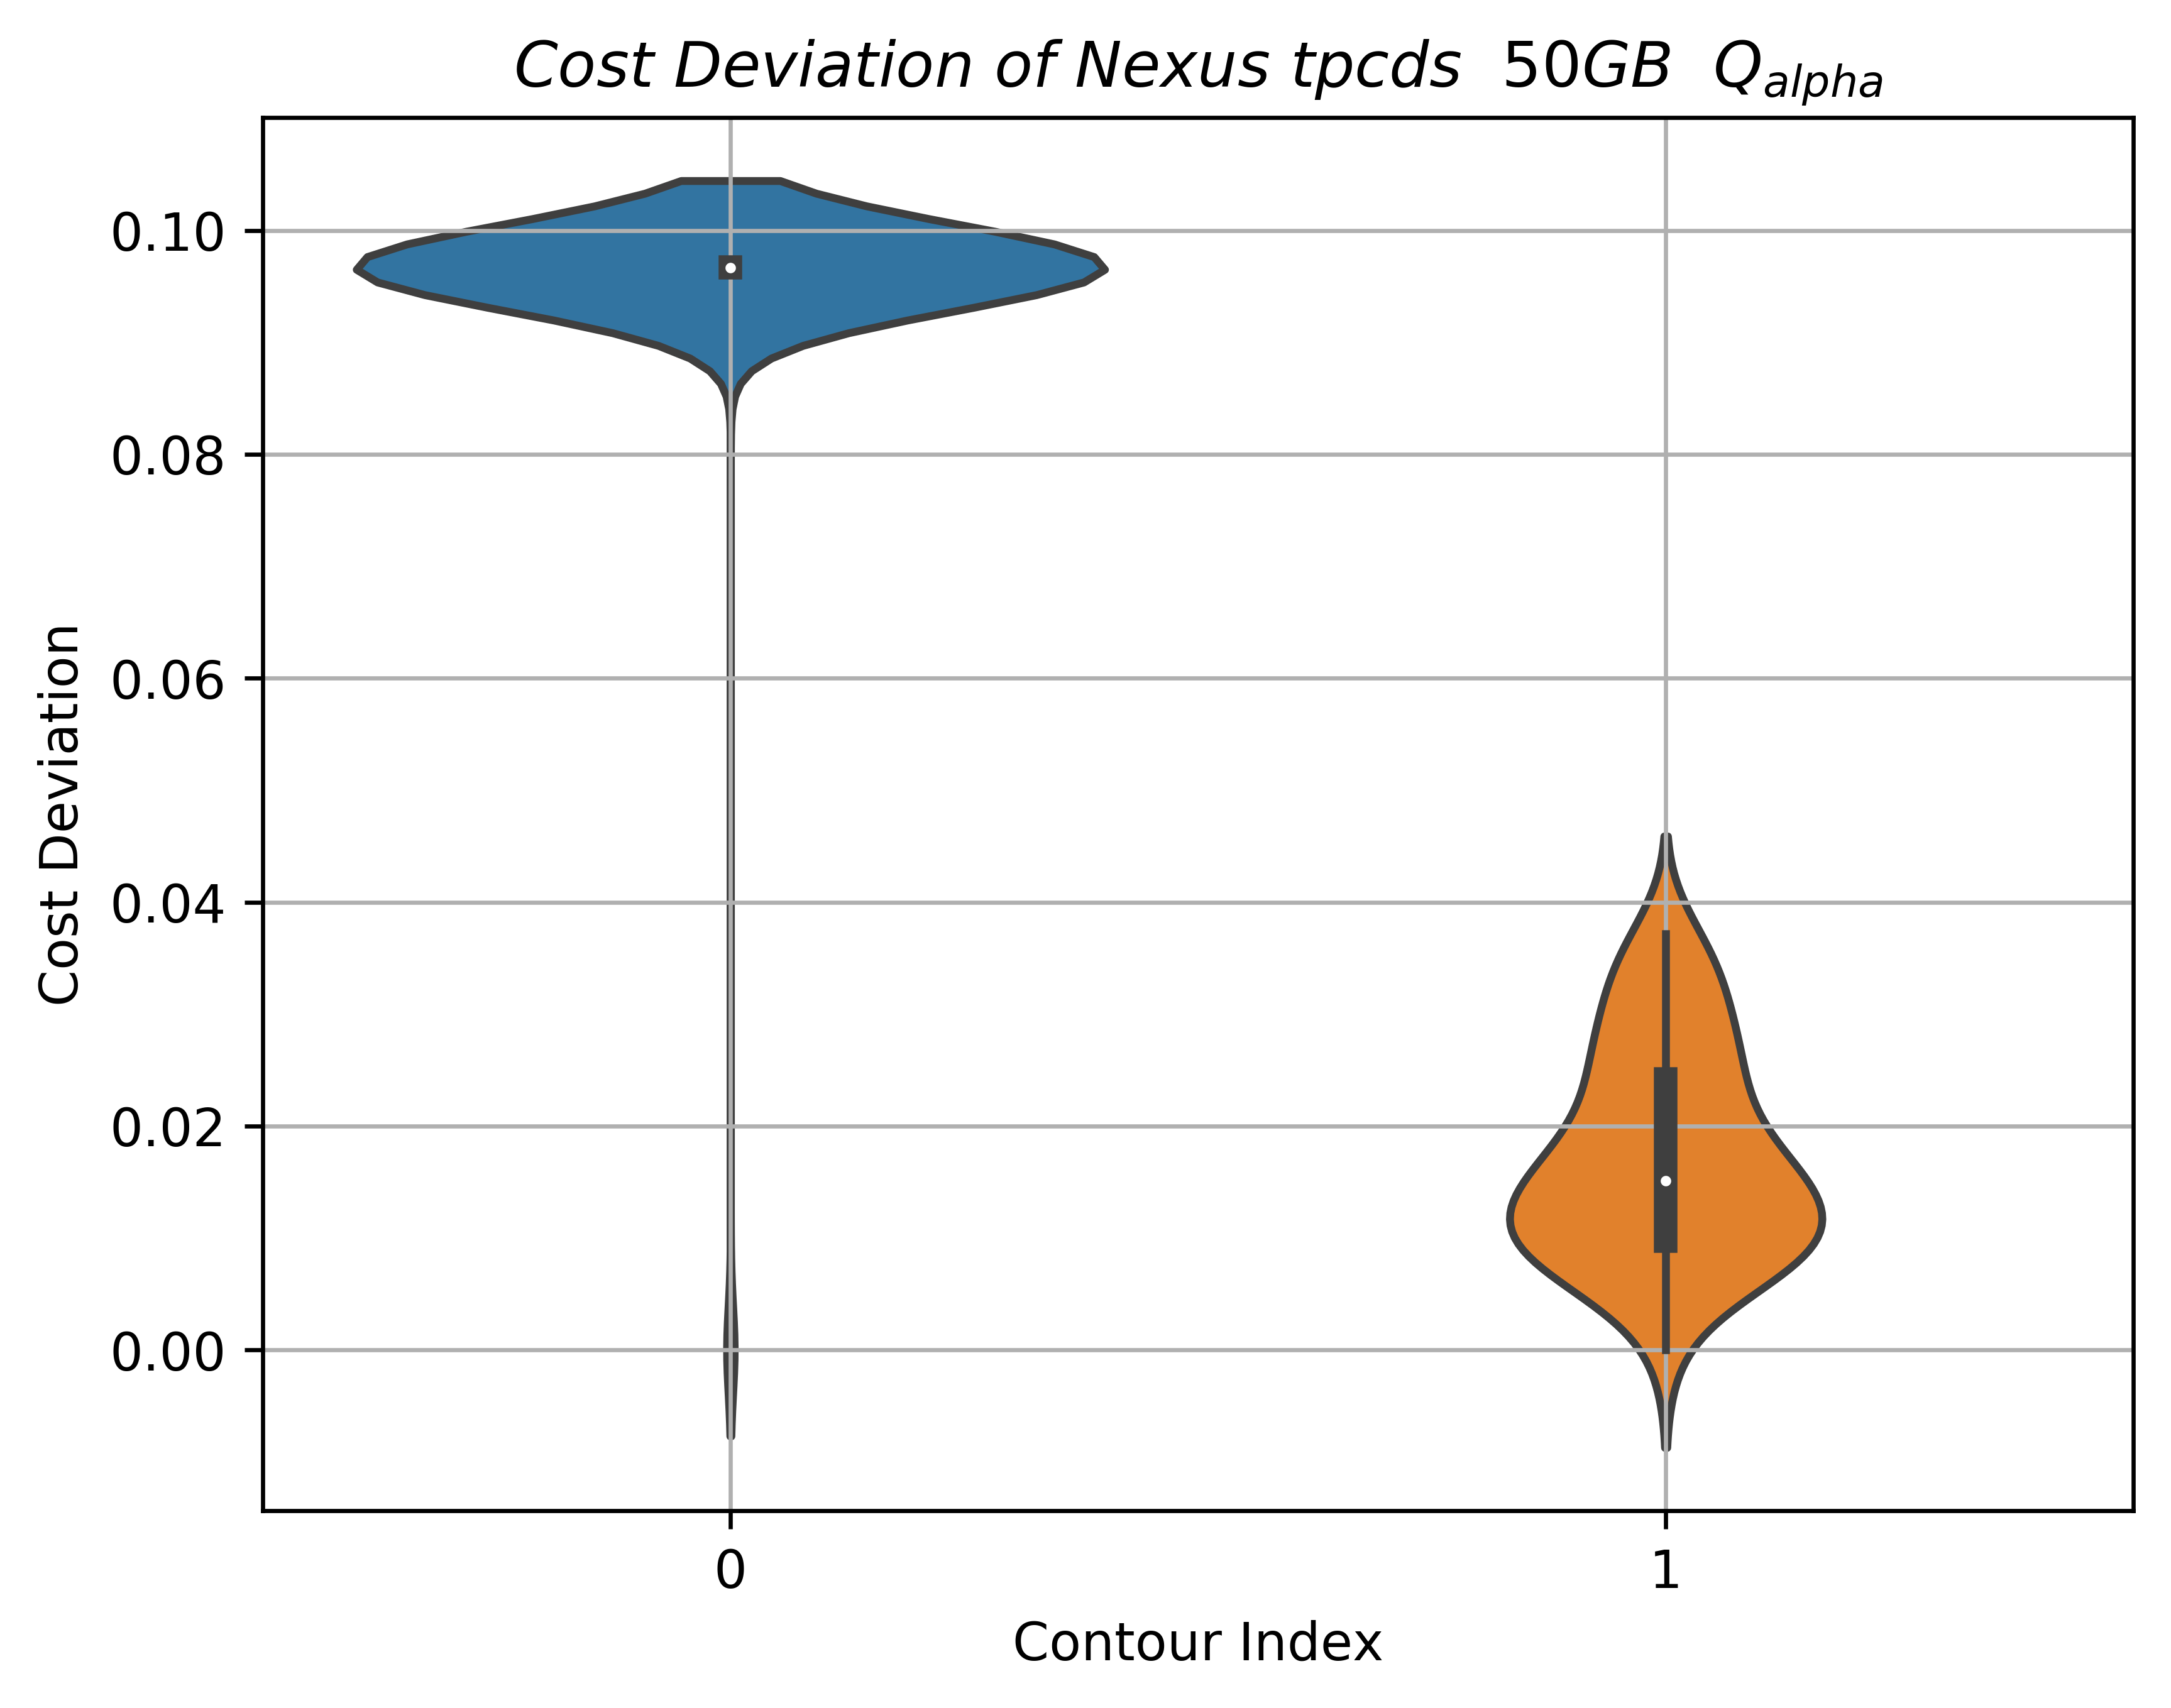 Cost Deviation of Nexus tpcds 50GB Q_alpha
0.10
0.08
0.06
0.04
0.02
0.00
Cost Deviation
0 1
Contour Index